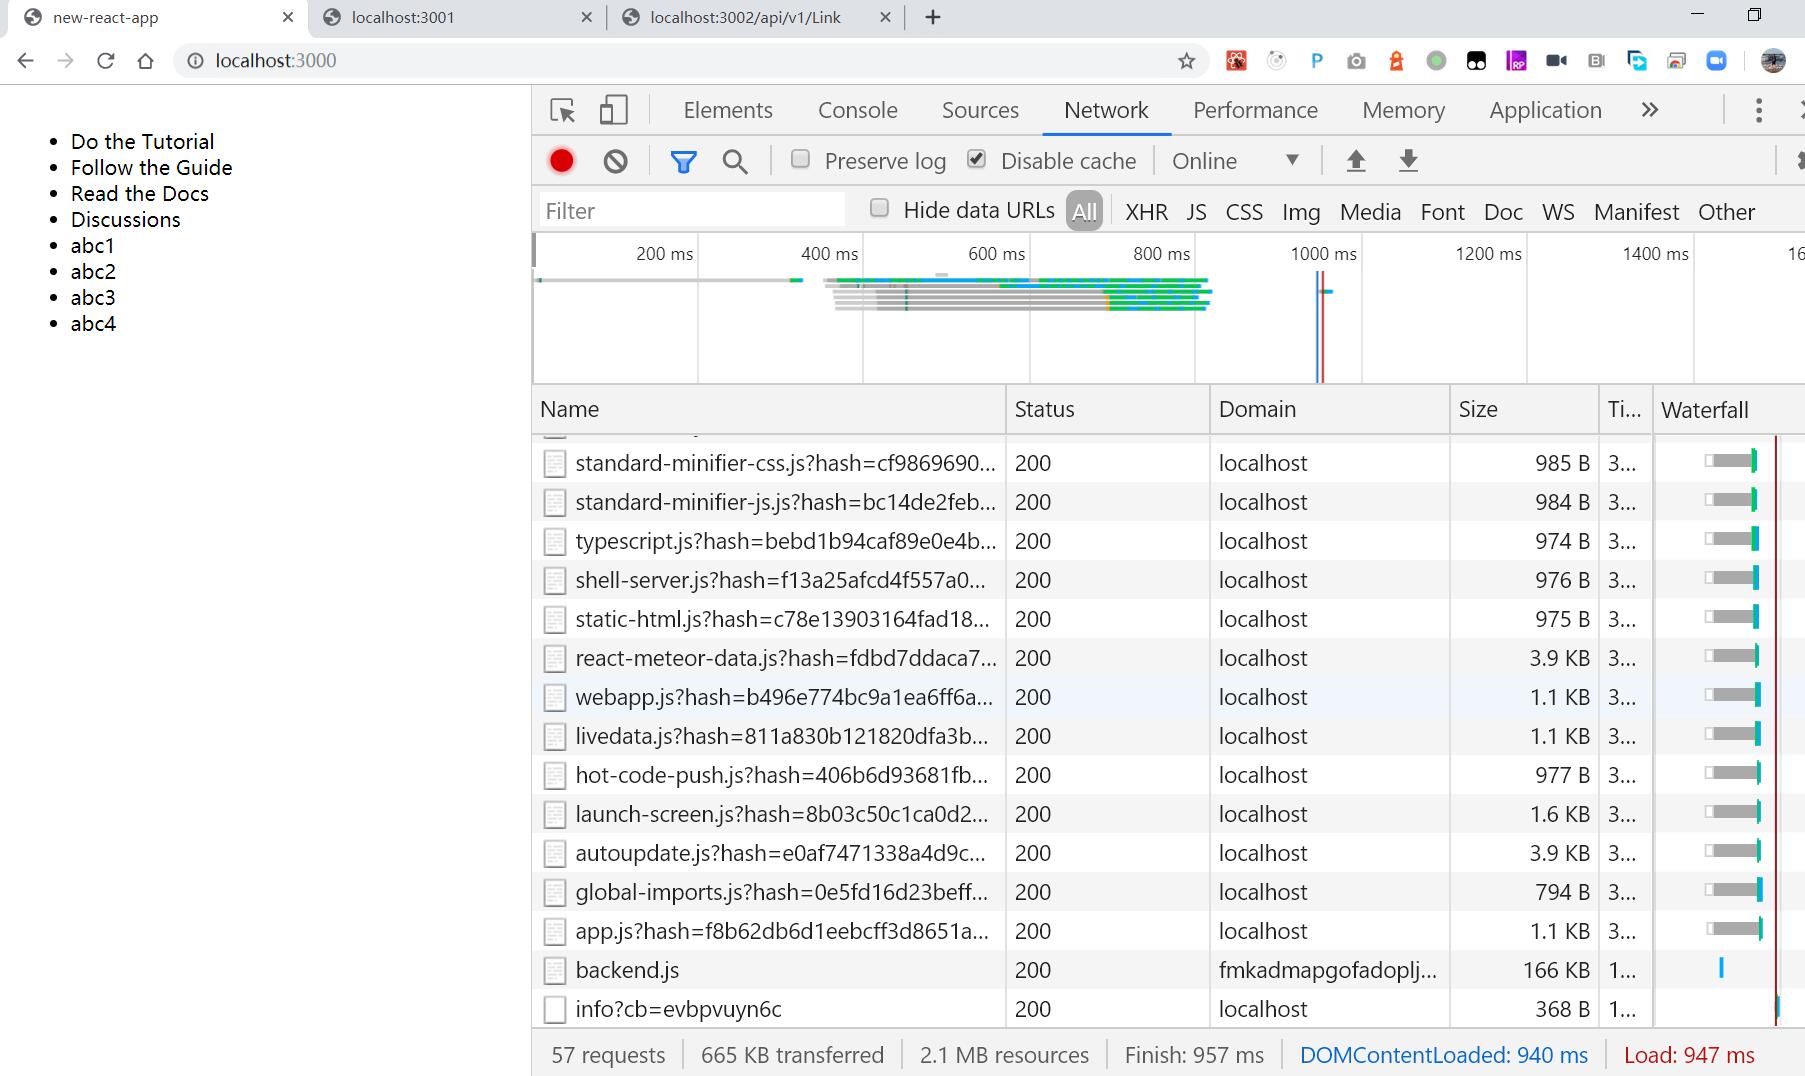 new-react-app
localhost:3001
localhost:3002/api/v1/Link
localhost:3000
Do the Tutorial
Follow the Guide
Read the Docs
Discussions
abc1
abc2
abc3
abc4
Elements Console Sources Network Performance Memory Application
Preserve log Disable cache Online
Filter Hide data URLs All XHR JS CSS Img Media Font Doc WS Manifest Other
200 ms 400 ms 600 ms 800 ms 1000 ms 1200 ms 1400 ms 16
Name Status Domain Size Ti... Waterfall
standard-minifier-css.js?hash=cf9869690... 200 localhost 985 B 3...
standard-minifier-js.js?hash=bc14de2feb... 200 localhost 984 B 3...
typescript.js?hash=bebd1b94caf89e0e4b... 200 localhost 974 B 3...
shell-server.js?hash=f13a25afcd4f557a0... 200 localhost 976 B 3...
static-html.js?hash=c78e13903164fad18... 200 localhost 975 B 3...
react-meteor-data.js?hash=fdbd7ddaca7... 200 localhost 3.9 KB 3...
webapp.js?hash=b496e774bc9a1ea6ff6a... 200 localhost 1.1 KB 3...
livedata.js?hash=811a830b121820dfa3b... 200 localhost 1.1 KB 3...
hot-code-push.js?hash=406b6d93681fb... 200 localhost 977 B 3...
launch-screen.js?hash=8b03c50c1ca0d2... 200 localhost 1.6 KB 3...
autoupdate.js?hash=e0af7471338a4d9c... 200 localhost 3.9 KB 3...
global-imports.js?hash=0e5fd16d23beff... 200 localhost 794 B 3...
app.js?hash=f8b62db6d1eebcff3d8651a... 200 localhost 1.1 KB 3...
backend.js 200 fmkadmapgofadoplj... 166 KB 1...
info?cb=evbpvuyn6c 200 localhost 368 B 1...
57 requests 665 KB transferred 2.1 MB resources Finish: 957 ms DOMContentLoaded: 940 ms Load: 947 ms